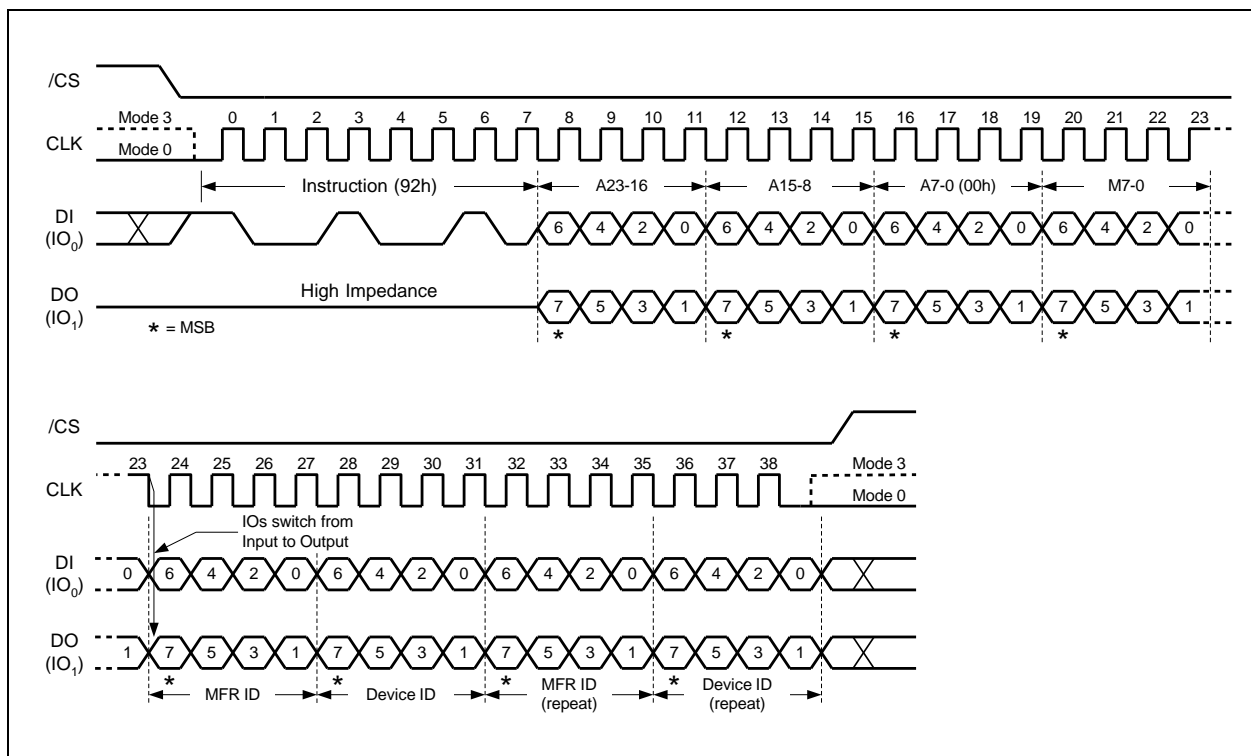 /CS
Mode 3 0 1 2 3 4 5 6 7 8 9 10 11 12 13 14 15 16 17 18 19 20 21 22 23
CLK
Mode 0
Instruction (92h) A23-16 A15-8 A7-0 (00h) M7-0
DI
(IO0)
6 4 2 0 6 4 2 0 6 4 2 0 6 4 2 0
High Impedance
DO
(IO1)
7 5 3 1 7 5 3 1 7 5 3 1 7 5 3 1
* = MSB
* * * *
/CS
23 24 25 26 27 28 29 30 31 32 33 34 35 36 37 38 Mode 3
CLK
Mode 0
IOs switch from
Input to Output
DI
(IO0)
0 6 4 2 0 6 4 2 0 6 4 2 0 6 4 2 0
DO
(IO1)
1 7 5 3 1 7 5 3 1 7 5 3 1 7 5 3 1
* * * *
MFR ID Device ID MFR ID
(repeat)
Device ID
(repeat)